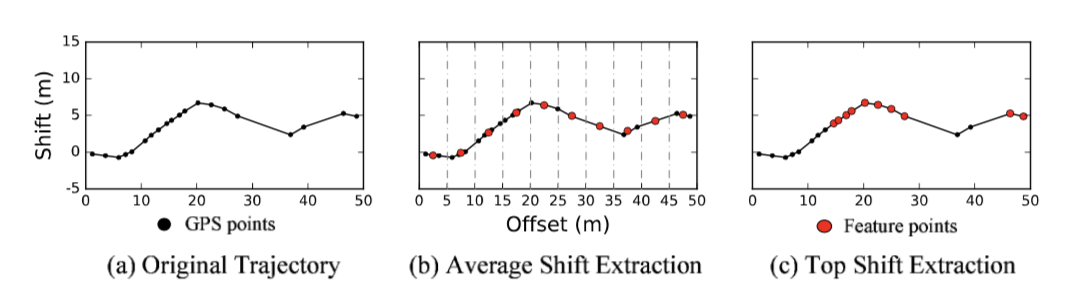 15
10
5
0
-5
Shift (m)
0 10 20 30 40 50
GPS points
(a) Original Trajectory
0 5 10 15 20 25 30 35 40 45 50
Offset (m)
(b) Average Shift Extraction
0 10 20 30 40 50
Feature points
(c) Top Shift Extraction